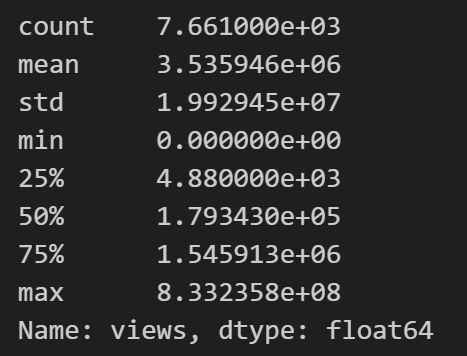 count    7.661000e+03
mean     3.535946e+06
std      1.992945e+07
min      0.000000e+00
25%      4.880000e+03
50%      1.793430e+05
75%      1.545913e+06
max      8.332358e+08
Name: views, dtype: float64